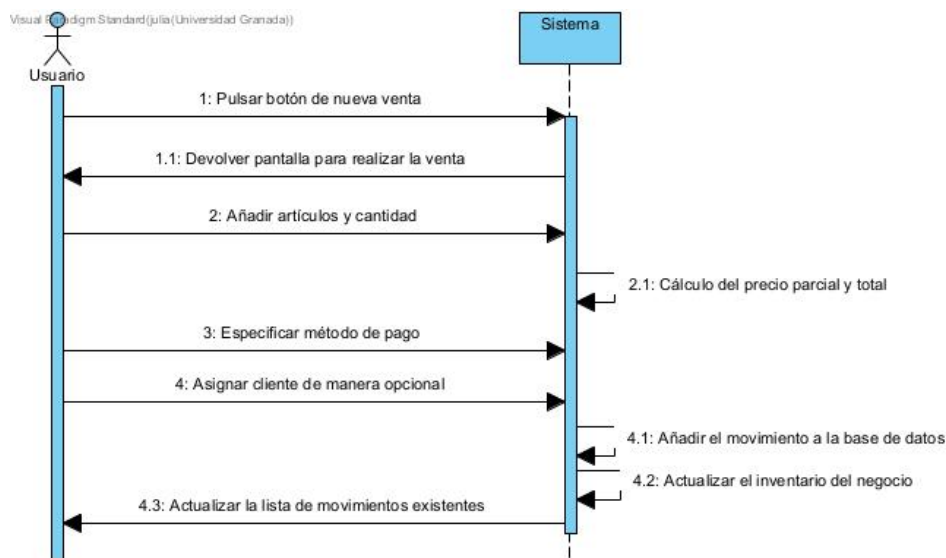 Visual Paradigm Standard(julia(Universidad Granada))
Sistema
Usuario
1: Pulsar botón de nueva venta
1.1: Devolver pantalla para realizar la venta
2: Añadir artículos y cantidad
2.1: Cálculo del precio parcial y total
3: Especificar método de pago
4: Asignar cliente de manera opcional
4.1: Añadir el movimiento a la base de datos
4.2: Actualizar el inventario del negocio
4.3: Actualizar la lista de movimientos existentes